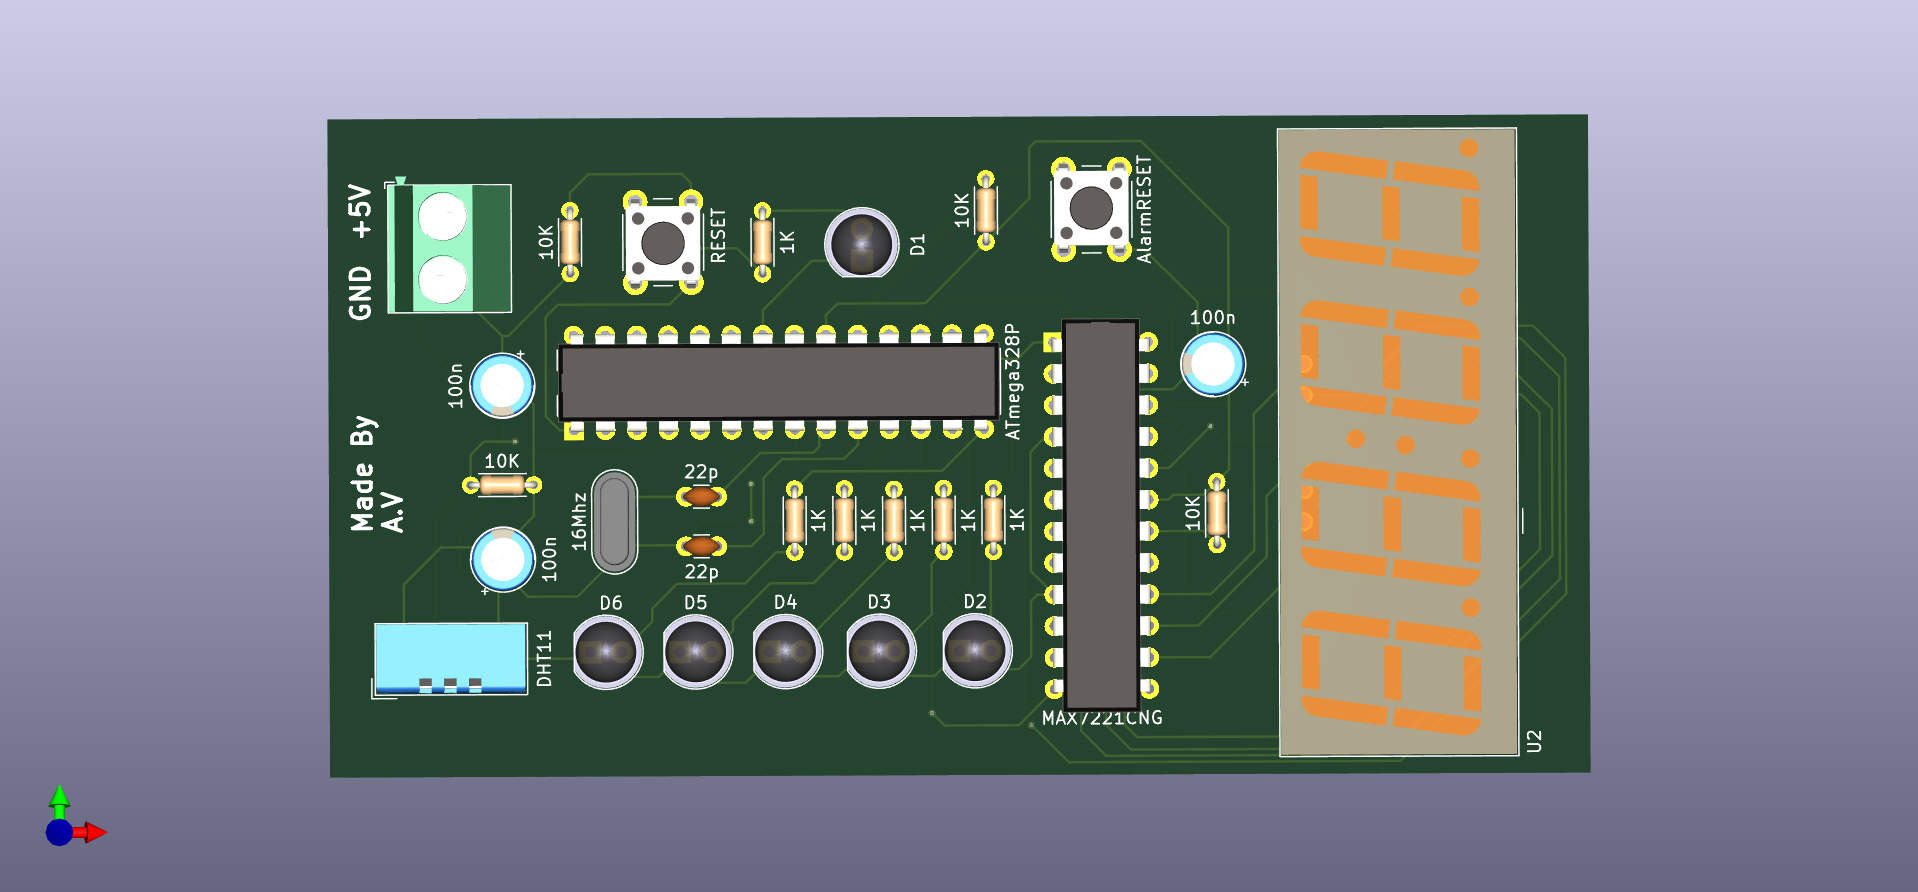 +5V
GND
10K
RESET
1K
D1
10K
AlarmRESET
100n
100n
ATmega328P
Made By
A.V
10K
16Mhz
22p
22p
1K
1K
1K
1K
1K
10K
100n
DHT11
D6
D5
D4
D3
D2
MAX7221CNG
U2